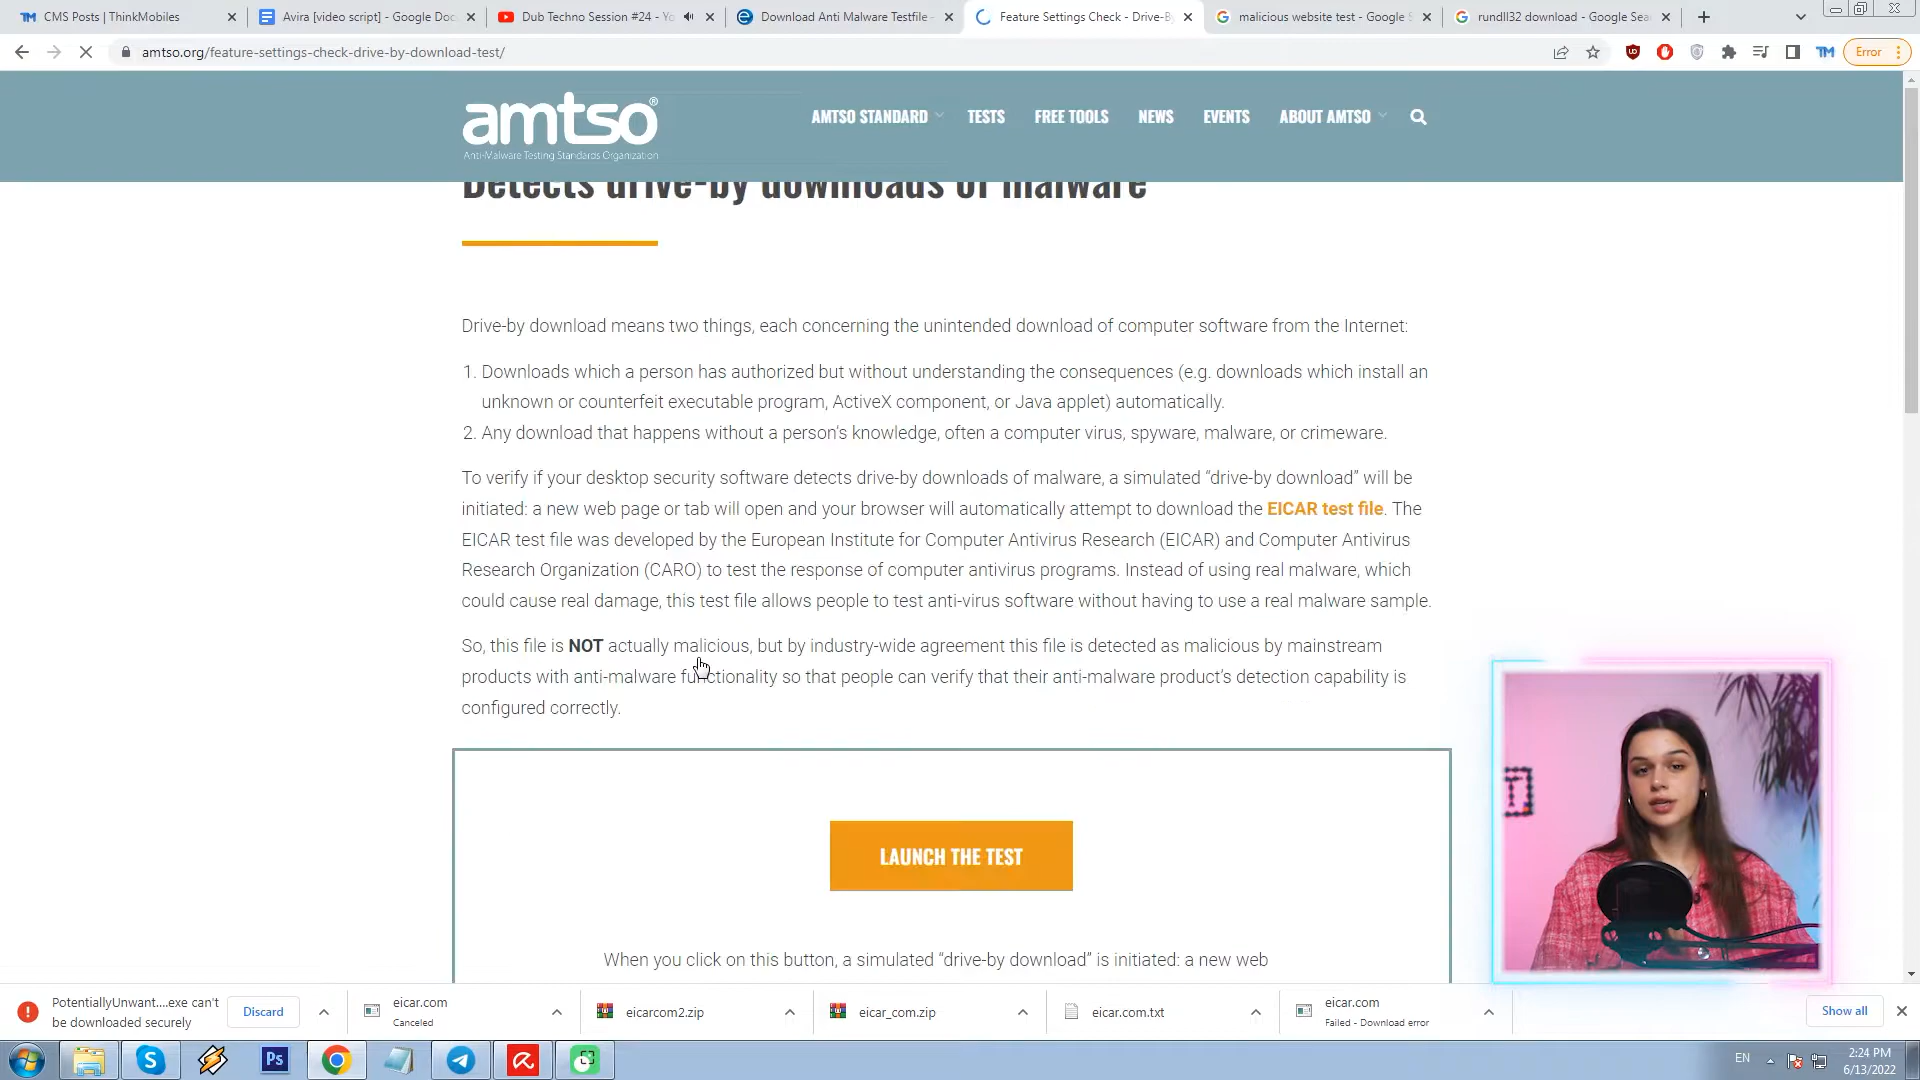 CMS Posts | ThinkMobiles
Avira [video script] - Google Doc
Dub Techno Session #24 - Yo
Download Anti Malware Testfile -
Feature Settings Check - Drive-B
malicious website test - Google S
rundll32 download - Google Sea
amtso.org/feature-settings-check-drive-by-download-test/
TM
Error
amtso®
Anti-Malware Testing Standards Organization
AMTSO STANDARD
TESTS
FREE TOOLS
NEWS
EVENTS
ABOUT AMTSO
Detects drive-by downloads of malware
Drive-by download means two things, each concerning the unintended download of computer software from the Internet:
1. Downloads which a person has authorized but without understanding the consequences (e.g. downloads which install an
unknown or counterfeit executable program, ActiveX component, or Java applet) automatically.
2. Any download that happens without a person's knowledge, often a computer virus, spyware, malware, or crimeware.
To verify if your desktop security software detects drive-by downloads of malware, a simulated “drive-by download” will be
initiated: a new web page or tab will open and your browser will automatically attempt to download the EICAR test file. The
EICAR test file was developed by the European Institute for Computer Antivirus Research (EICAR) and Computer Antivirus
Research Organization (CARO) to test the response of computer antivirus programs. Instead of using real malware, which
could cause real damage, this test file allows people to test anti-virus software without having to use a real malware sample.
So, this file is NOT actually malicious, but by industry-wide agreement this file is detected as malicious by mainstream
products with anti-malware functionality so that people can verify that their anti-malware product's detection capability is
configured correctly.
LAUNCH THE TEST
When you click on this button, a simulated “drive-by download” is initiated: a new web
PotentiallyUnwant....exe can't
be downloaded securely
Discard
eicar.com
Canceled
eicarcom2.zip
eicar_com.zip
eicar.com.txt
eicar.com
Failed - Download error
Show all
Ps
EN
2:24 PM
6/13/2022